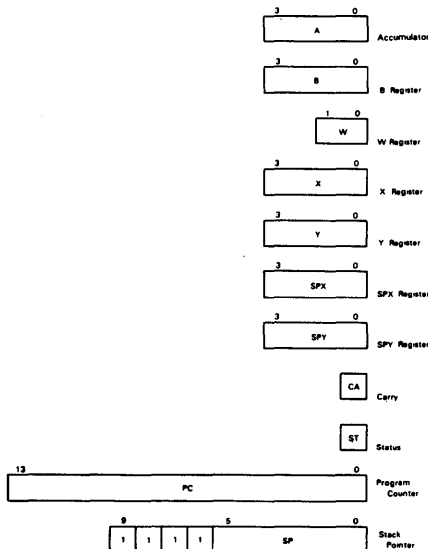 3 0
A
Accumulator
3 0
B
B Register
1 0
W
W Register
3 0
X
X Register
3 0
Y
Y Register
3 0
SPX
SPX Register
3 0
SPY
SPY Register
CA
Carry
ST
Status
13 0
PC
Program
Counter
9 5 0
1 1 1 1 SP
Stack
Pointer